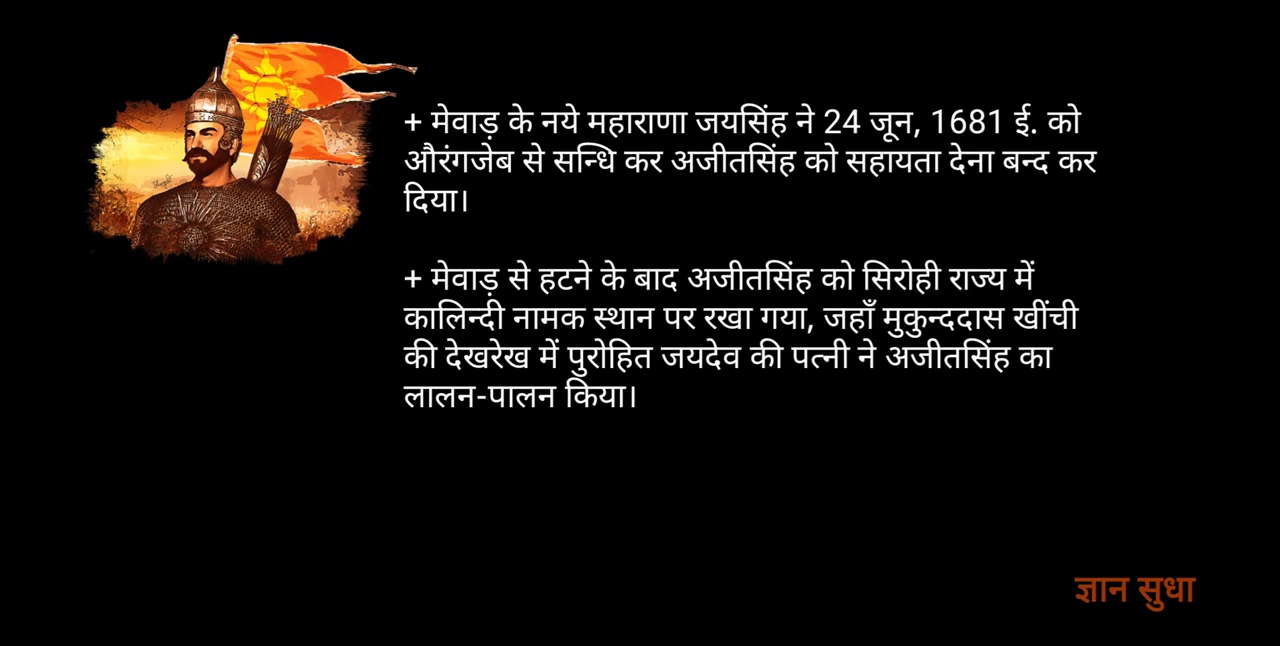 + मेवाड़ के नये महाराणा जयसिंह ने 24 जून, 1681 ई. को
औरंगजेब से सन्धि कर अजीतसिंह को सहायता देना बन्द कर
दिया।
+ मेवाड़ से हटने के बाद अजीतसिंह को सिरोही राज्य में
कालिन्दी नामक स्थान पर रखा गया, जहाँ मुकुन्ददास खींची
की देखरेख में पुरोहित जयदेव की पत्नी ने अजीतसिंह का
लालन-पालन किया।
ज्ञान सुधा